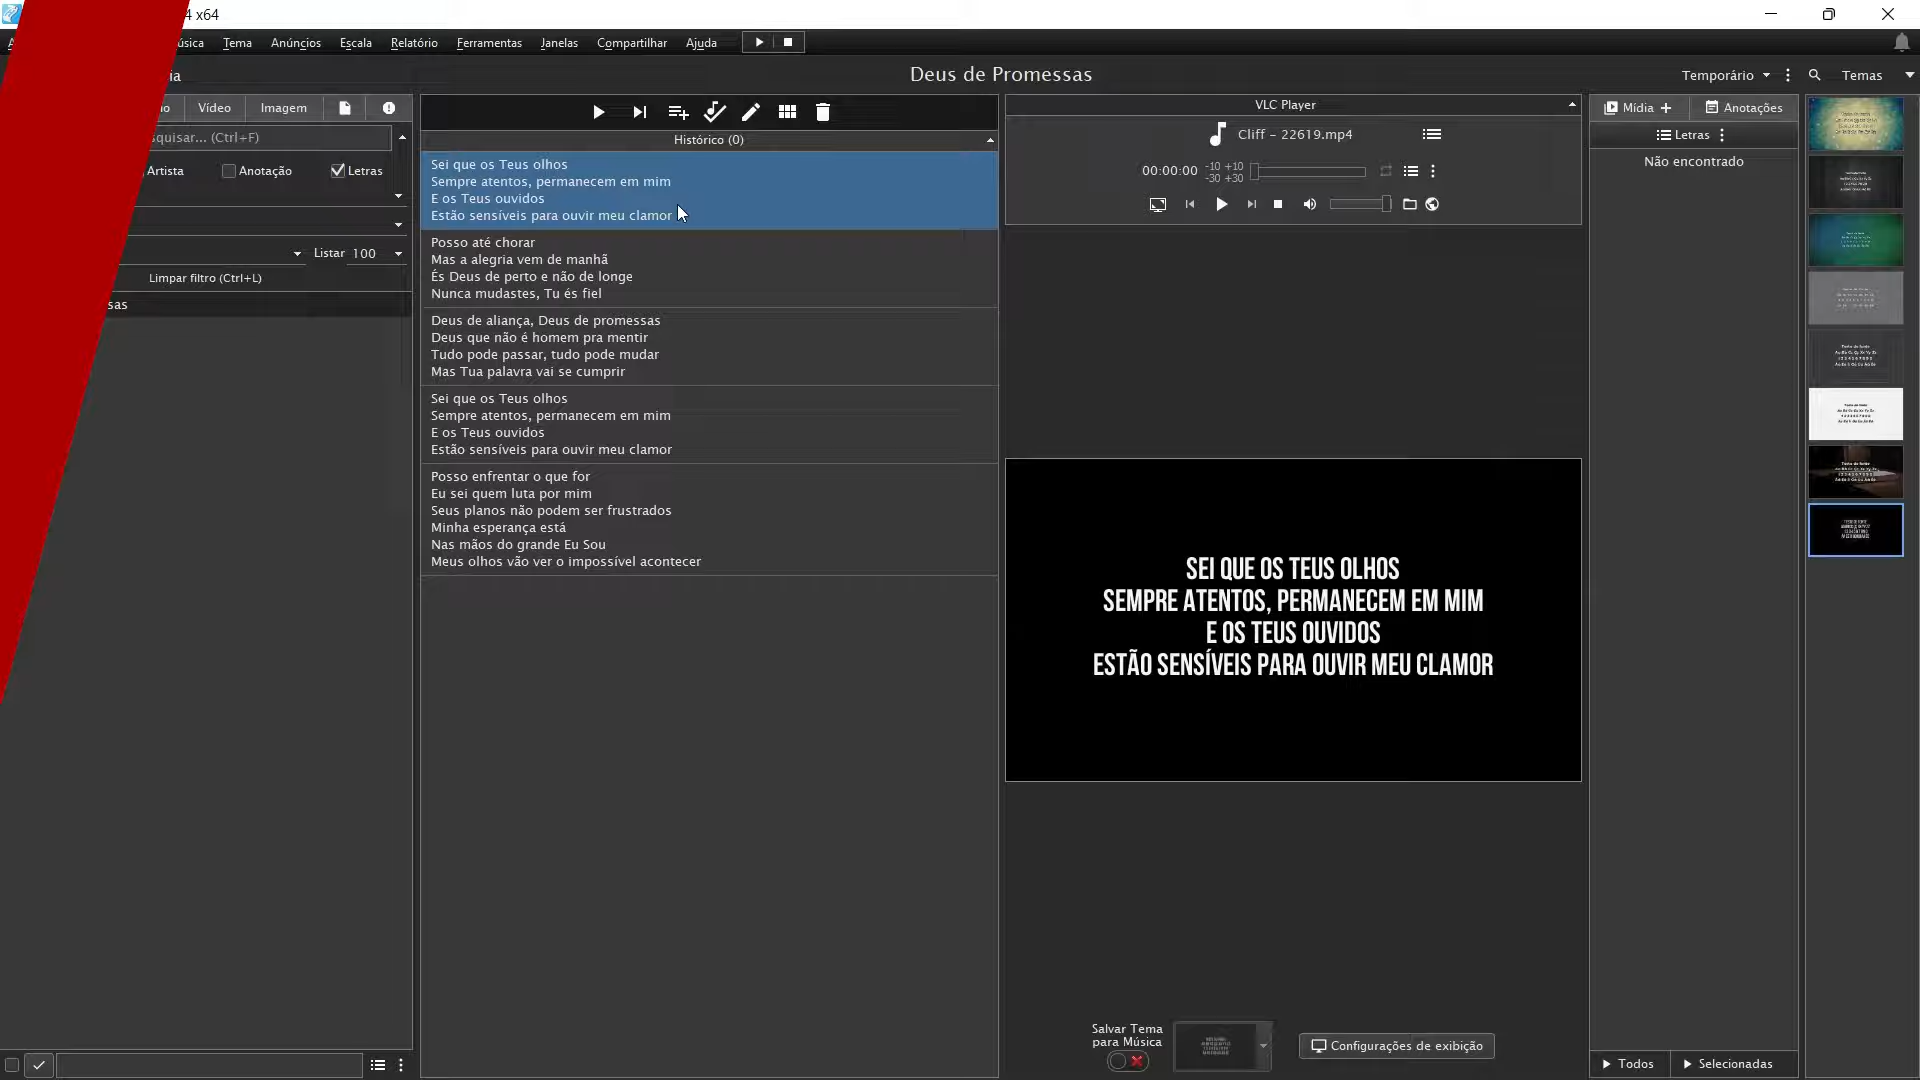 x64
Tema Anúncios Escala Relatório Ferramentas Janelas Compartilhar Ajuda
Deus de Promessas
Temporário
Temas
Vídeo Imagem
(Ctrl+F)
Artista Anotação Letras
Listar 100
Limpar filtro (Ctrl+L)
Histórico (0)
Sei que os Teus olhos
Sempre atentos, permanecem em mim
E os Teus ouvidos
Estão sensíveis para ouvir meu clamor
Posso até chorar
Mas a alegria vem de manhã
És Deus de perto e não de longe
Nunca mudastes, Tu és fiel
Deus de aliança, Deus de promessas
Deus que não é homem pra mentir
Tudo pode passar, tudo pode mudar
Mas Tua palavra vai se cumprir
Sei que os Teus olhos
Sempre atentos, permanecem em mim
E os Teus ouvidos
Estão sensíveis para ouvir meu clamor
Posso enfrentar o que for
Eu sei quem luta por mim
Seus planos não podem ser frustrados
Minha esperança está
Nas mãos do grande Eu Sou
Meus olhos vão ver o impossível acontecer
VLC Player
Cliff - 22619.mp4
00:00:00
-10 +10
-30 +30
SEI QUE OS TEUS OLHOS
SEMPRE ATENTOS, PERMANECEM EM MIM
E OS TEUS OUVIDOS
ESTÃO SENSÍVEIS PARA OUVIR MEU CLAMOR
Salvar Tema
para Música
Configurações de exibição
Mídia +
Anotações
Letras
Não encontrado
Todos
Selecionadas